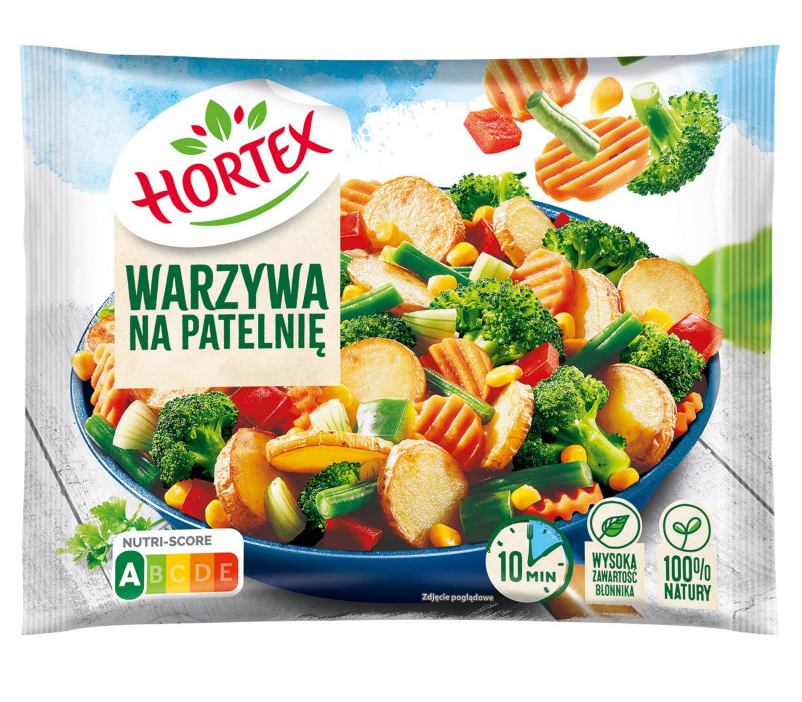 HORTEX
WARZYWA
NA PATELNIĘ
NUTRI-SCORE
A B C D E
10 MIN
WYSOKA
ZAWARTOŚĆ
BŁONNIKA
100%
NATURY
Zdjęcie poglądowe